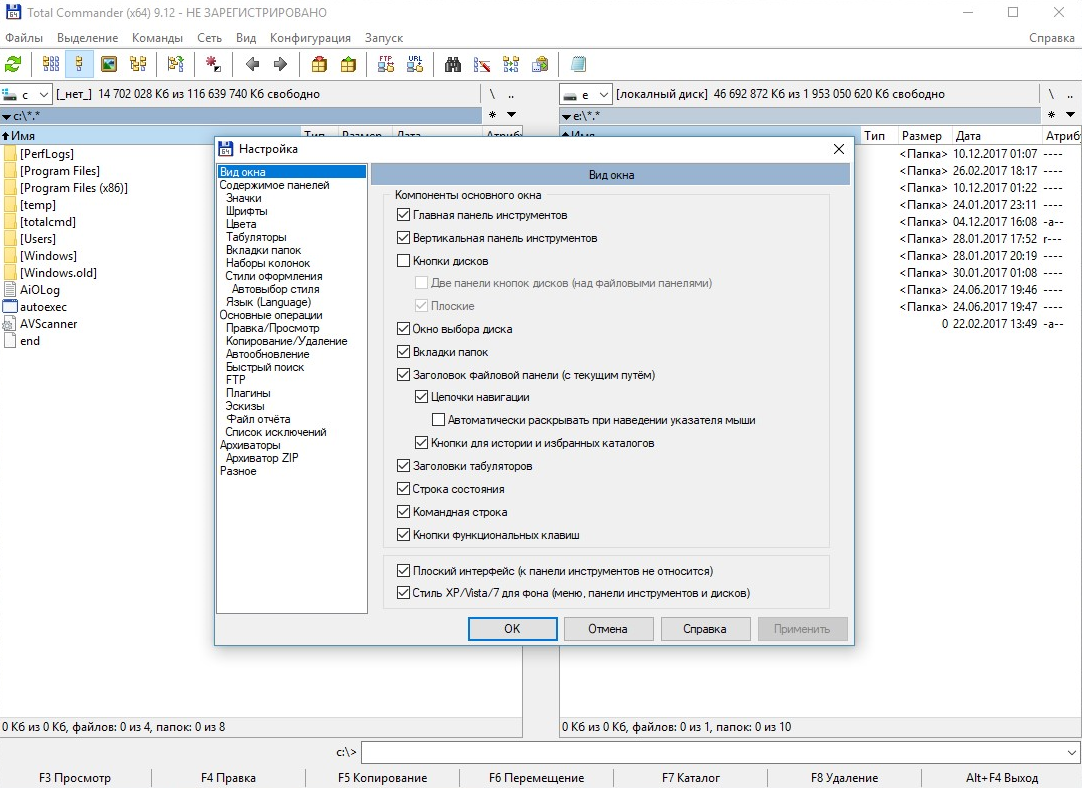 Total Commander (x64) 9.12 - НЕ ЗАРЕГИСТРИРОВАНО
Файлы Выделение Команды Сеть Вид Конфигурация Запуск Справка
FTP URL
c [_нет_] 14 702 028 Кб из 116 639 740 Кб свободно \ ..
e [локалный диск] 46 692 872 Кб из 1 953 050 620 Кб свободно \ ..
c:\*.* *
e:\*.* *
Имя Тип Размер Дата Атрибу
Имя Тип Размер Дата Атрибу
[PerfLogs]
[Program Files]
[Program Files (x86)]
[temp]
[totalcmd]
[Users]
[Windows]
[Windows.old]
AiOLog
autoexec
AVScanner
end
<Папка> 10.12.2017 01:07 ----
<Папка> 26.02.2017 18:17 ----
<Папка> 10.12.2017 01:22 ----
<Папка> 24.01.2017 23:11 ----
<Папка> 04.12.2017 16:08 -a--
<Папка> 28.01.2017 17:52 r---
<Папка> 28.01.2017 20:19 ----
<Папка> 30.01.2017 01:08 ----
<Папка> 24.06.2017 19:46 ----
<Папка> 24.06.2017 19:47 ----
0 22.02.2017 13:49 -a--
Настройка
Вид окна
Содержимое панелей
Значки
Шрифты
Цвета
Табуляторы
Вкладки папок
Наборы колонок
Стили оформления
Автовыбор стиля
Язык (Language)
Основные операции
Правка/Просмотр
Копирование/Удаление
Автообновление
Быстрый поиск
FTP
Плагины
Эскизы
Файл отчёта
Список исключений
Архиваторы
Архиватор ZIP
Разное
Вид окна
Компоненты основного окна
Главная панель инструментов
Вертикальная панель инструментов
Кнопки дисков
Две панели кнопок дисков (над файловыми панелями)
Плоские
Окно выбора диска
Вкладки папок
Заголовок файловой панели (с текущим путём)
Цепочки навигации
Автоматически раскрывать при наведении указателя мыши
Кнопки для истории и избранных каталогов
Заголовки табуляторов
Строка состояния
Командная строка
Кнопки функциональных клавиш
Плоский интерфейс (к панели инструментов не относится)
Стиль XP/Vista/7 для фона (меню, панели инструментов и дисков)
OK Отмена Справка Применить
0 Кб из 0 Кб, файлов: 0 из 4, папок: 0 из 8
0 Кб из 0 Кб, файлов: 0 из 1, папок: 0 из 10
c:\>
F3 Просмотр F4 Правка F5 Копирование F6 Перемещение F7 Каталог F8 Удаление Alt+F4 Выход